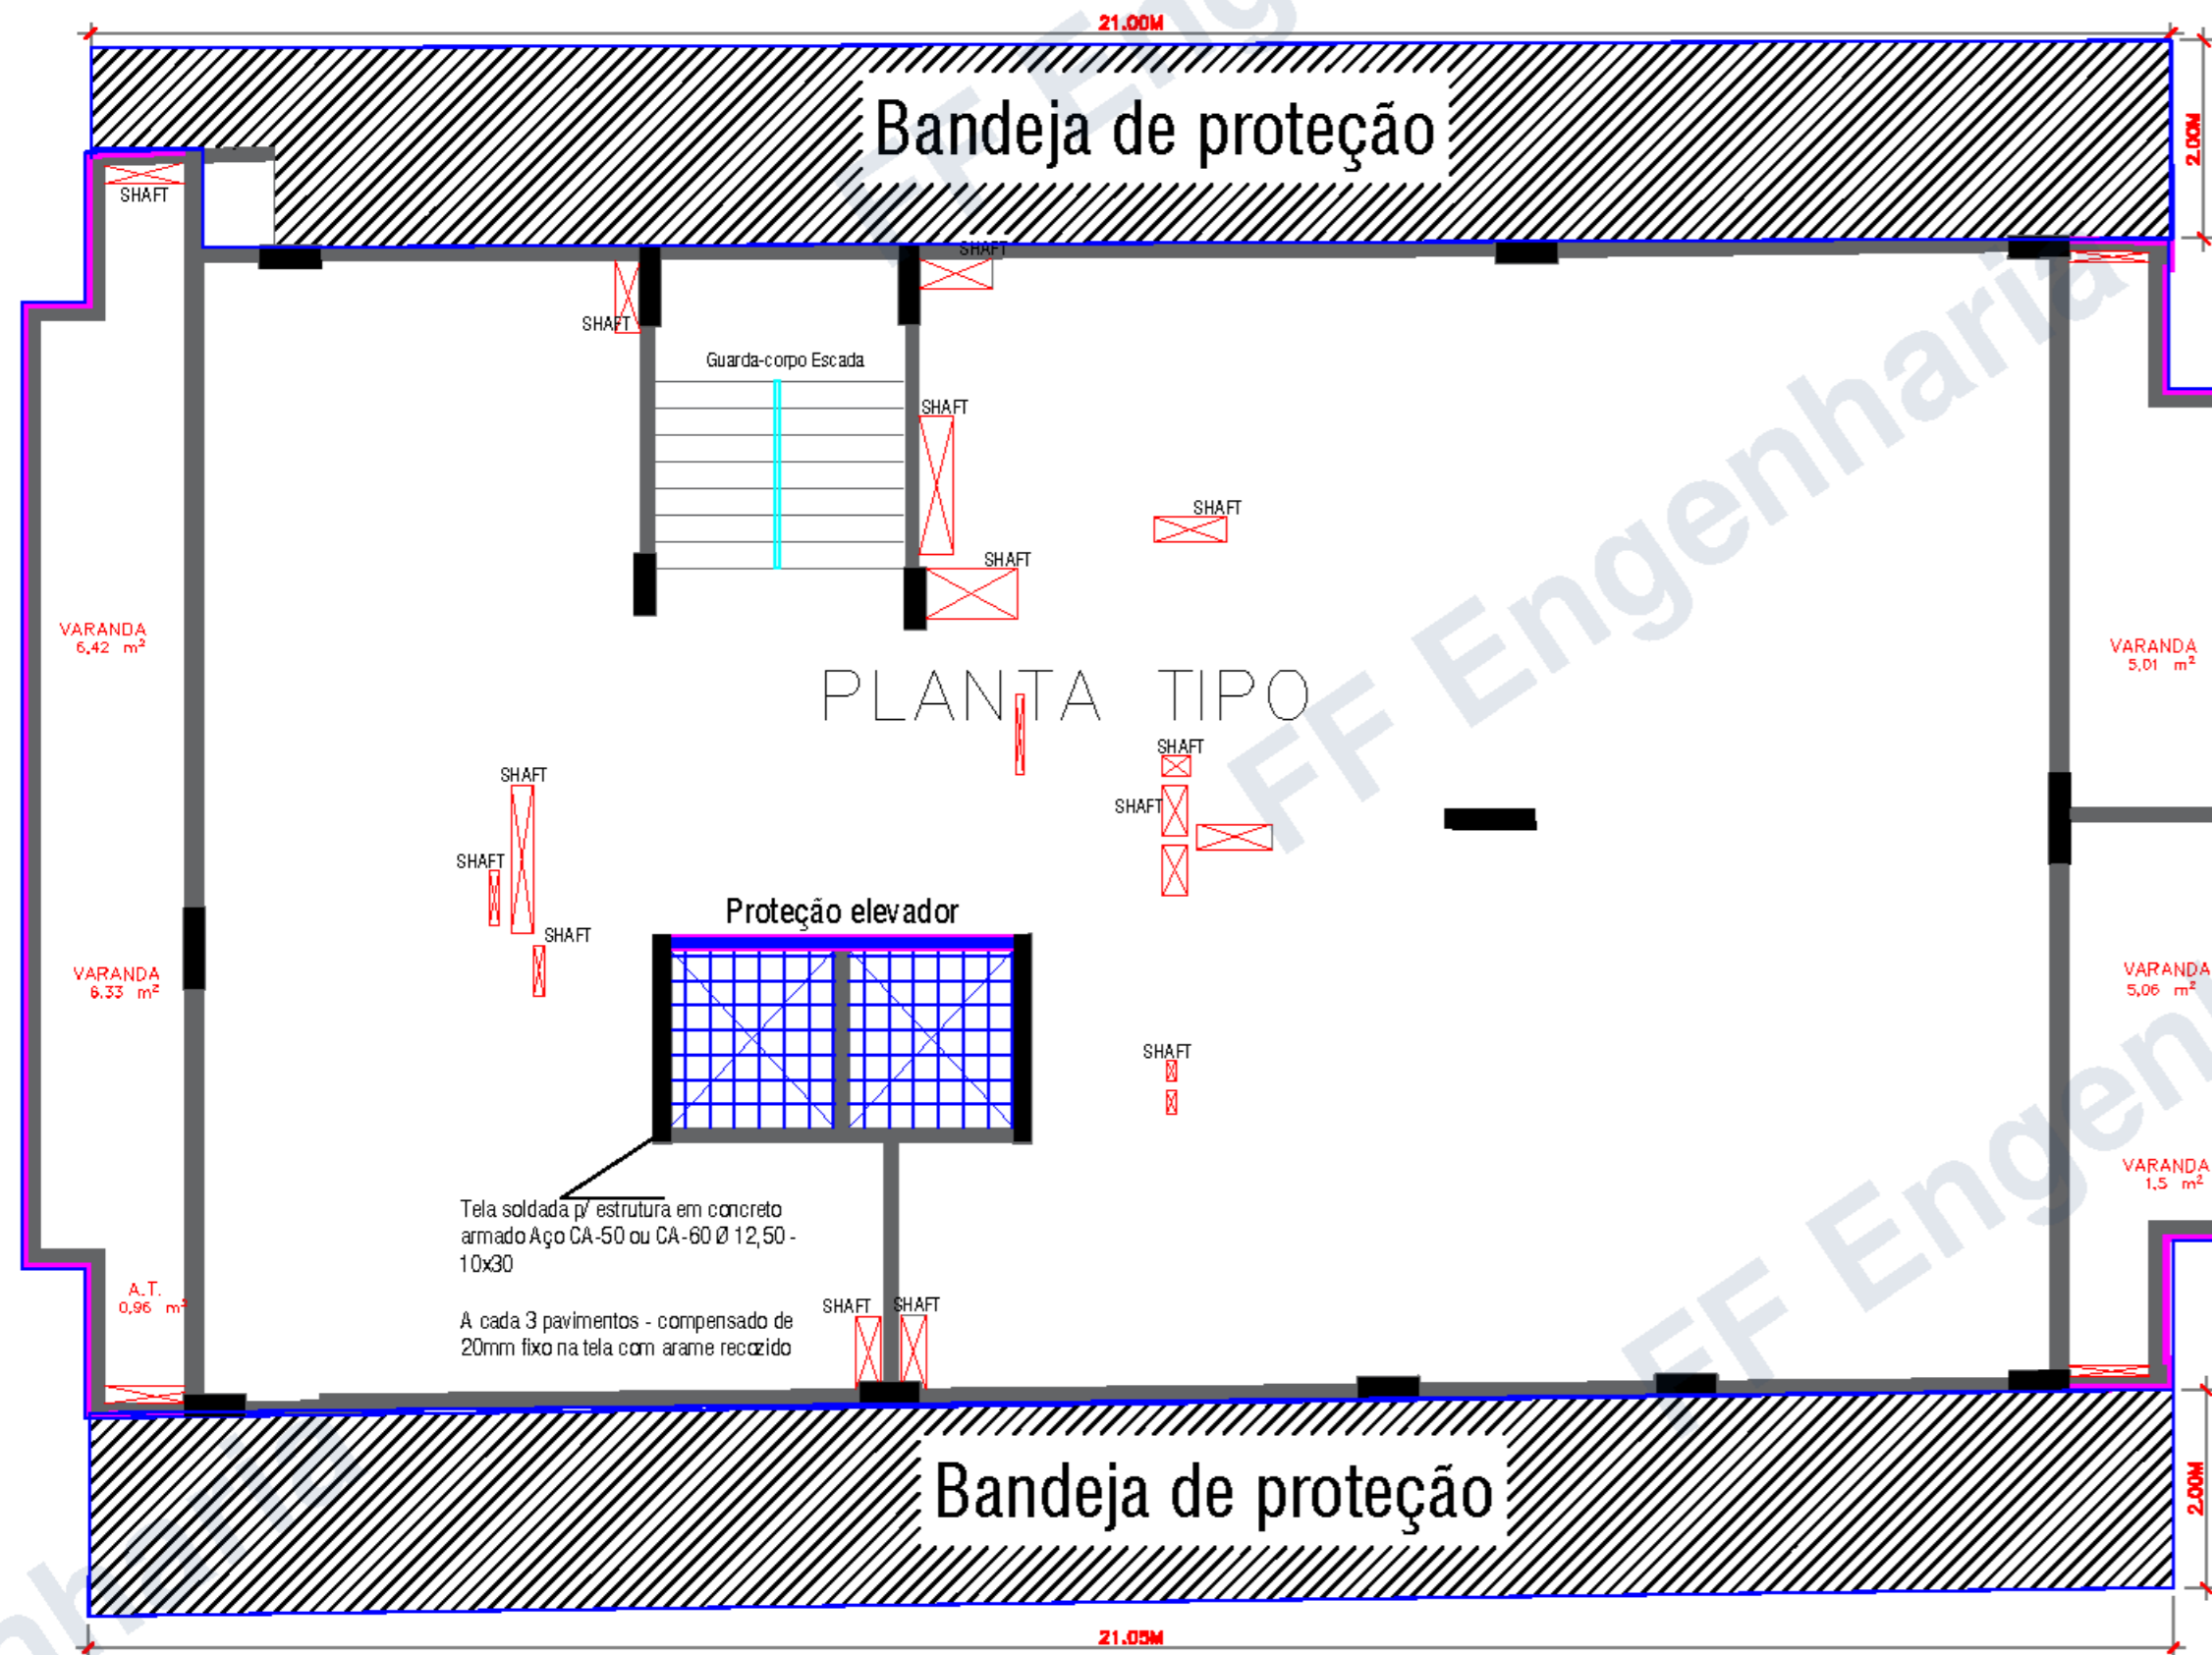 21.00M
Bandeja de proteção
2.00M
SHAFT
SHAFT
SHAFT
Guarda-corpo Escada
SHAFT
SHAFT
SHAFT
VARANDA
6,42 m²
VARANDA
5,01 m²
PLANTA TIPO
SHAFT
SHAFT
SHAFT
SHAFT
Proteção elevador
SHAFT
VARANDA
6.33 m²
VARANDA
5,06 m²
SHAFT
VARANDA
1,5 m²
Tela soldada p/ estrutura em concreto
armado Aço CA-50 ou CA-60 Ø 12,50 -
10x30
A.T.
0,96 m²
SHAFT
SHAFT
A cada 3 pavimentos - compensado de
20mm fixo na tela com arame recozido
Bandeja de proteção
2.00M
21.05M
FF Eng
FF Engenharia
FF Engen
nharia